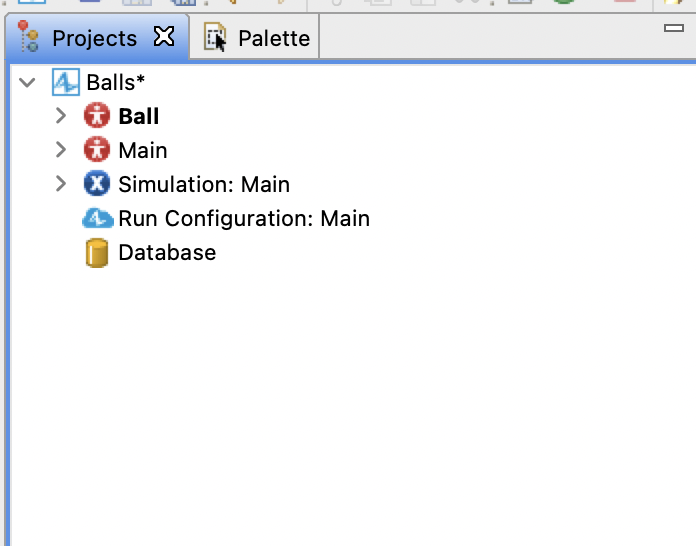 Projects Palette
Balls*
Ball
Main
Simulation: Main
Run Configuration: Main
Database